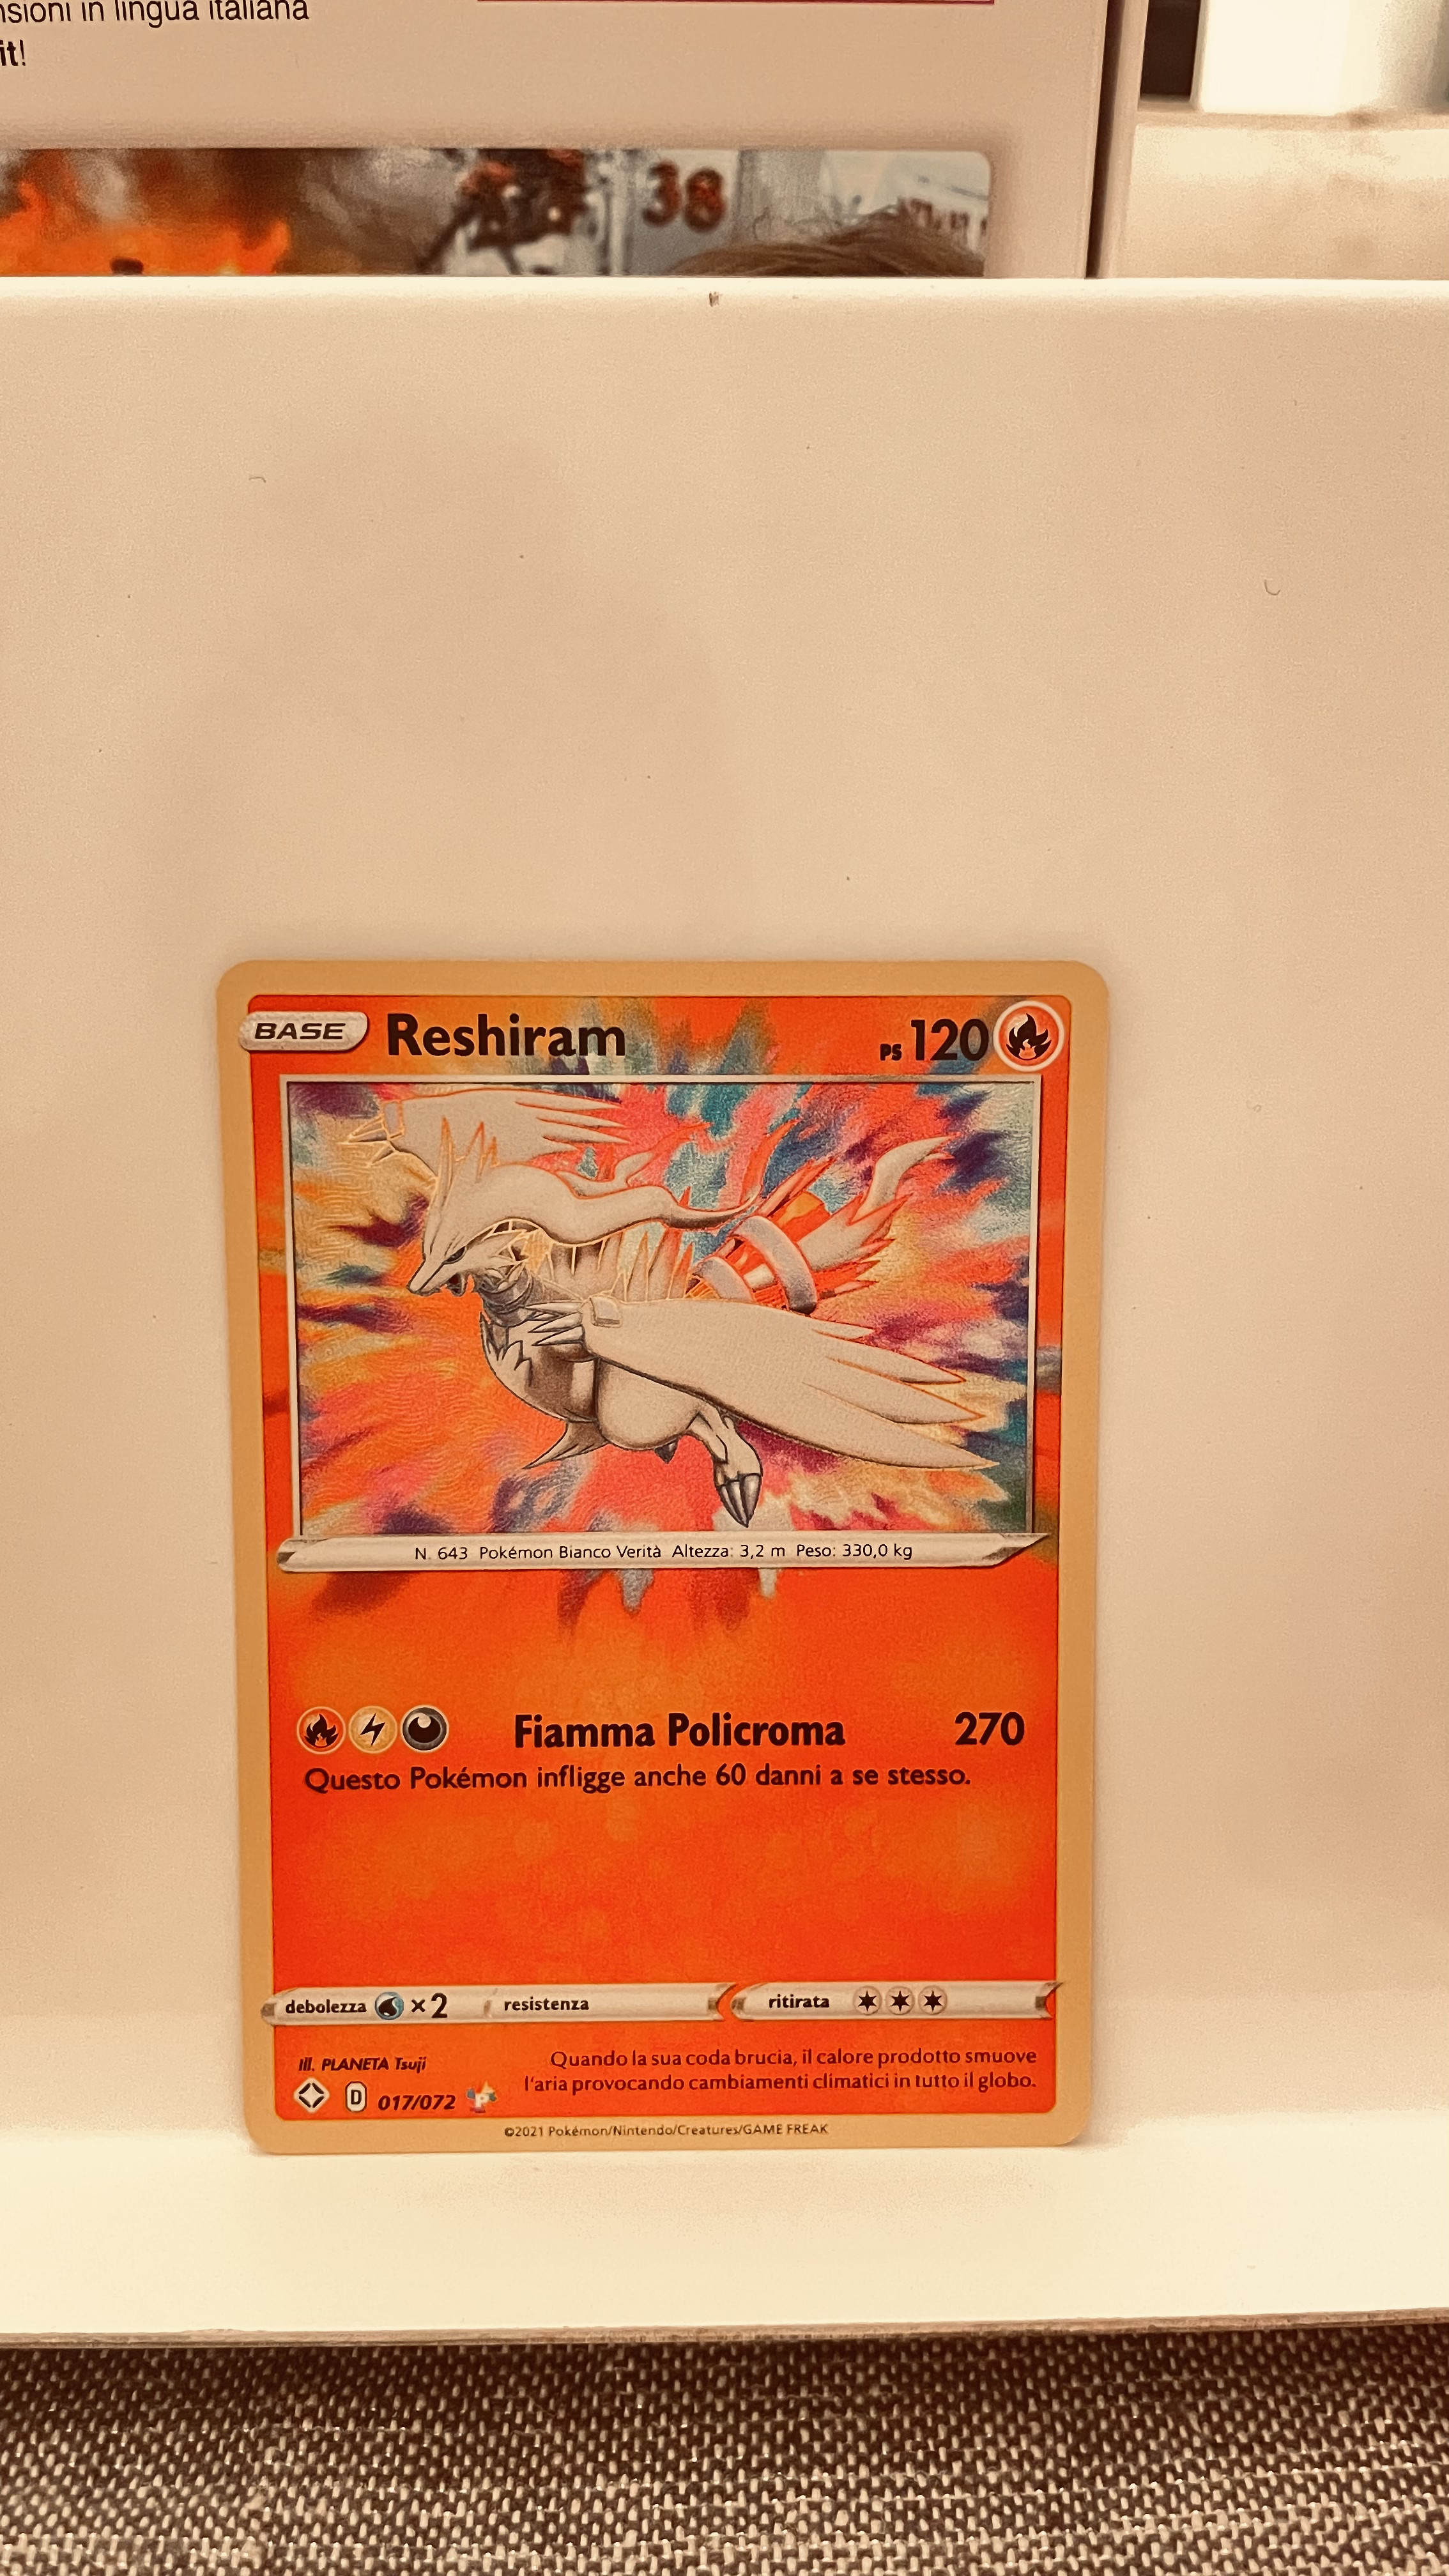 nsioni in lingua italiana
it!
38
BASE Reshiram PS 120
N. 643 Pokémon Bianco Verità Altezza: 3,2 m Peso: 330,0 kg
Fiamma Policroma 270
Questo Pokémon infligge anche 60 danni a se stesso.
debolezza ×2 resistenza ritirata
Ill. PLANETA Tsuji
Quando la sua coda brucia, il calore prodotto smuove
l'aria provocando cambiamenti climatici in tutto il globo.
D 017/072 P
©2021 Pokémon/Nintendo/Creatures/GAME FREAK